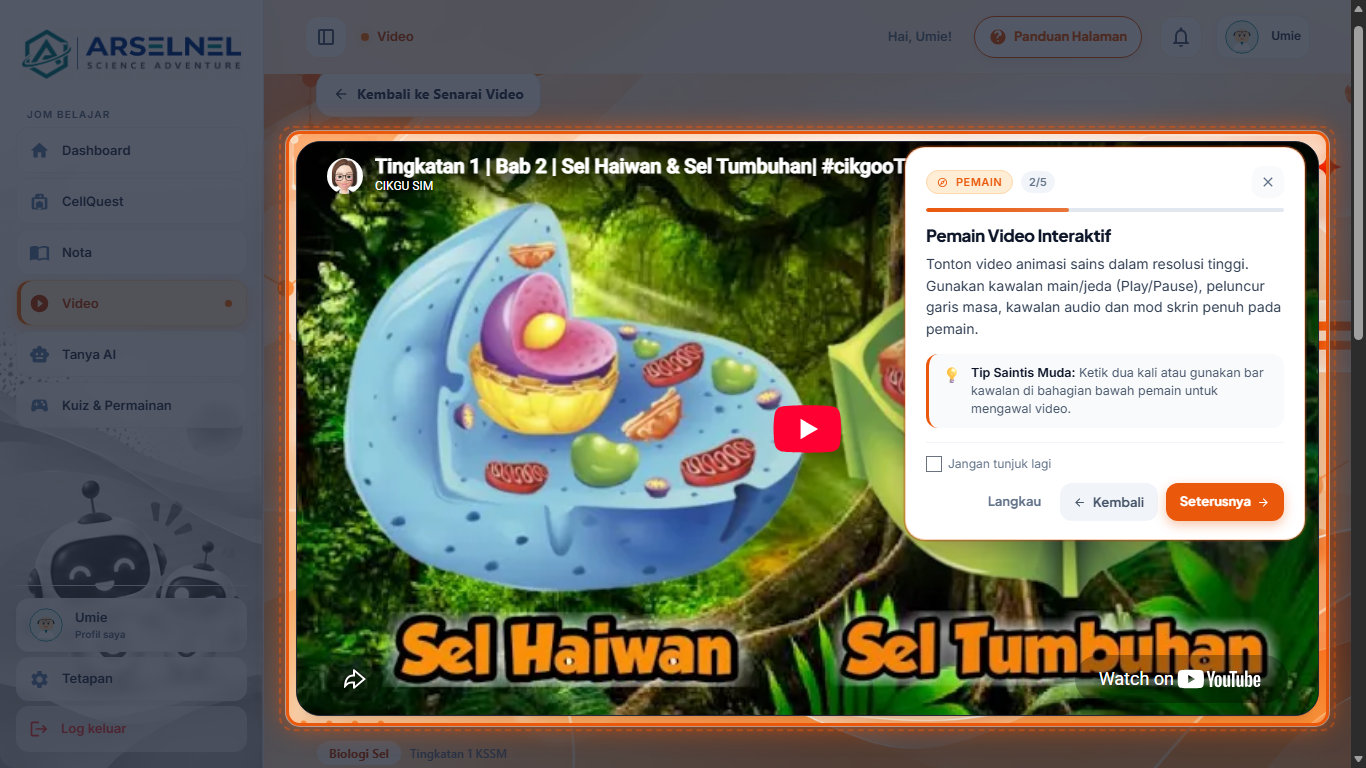 ARSELNEL
SCIENCE ADVENTURE
JOM BELAJAR
Dashboard
CellQuest
Nota
Video
Tanya AI
Kuiz & Permainan
Umie
Profil saya
Tetapan
Log keluar
Video
Hai, Umie!
Panduan Halaman
Umie
Kembali ke Senarai Video
Tingkatan 1 | Bab 2 | Sel Haiwan & Sel Tumbuhan| #cikgooT
CIKGU SIM
PEMAIN
2/5
Pemain Video Interaktif
Tonton video animasi sains dalam resolusi tinggi.
Gunakan kawalan main/jeda (Play/Pause), peluncur
garis masa, kawalan audio dan mod skrin penuh pada
pemain.
Tip Saintis Muda: Ketik dua kali atau gunakan bar
kawalan di bahagian bawah pemain untuk
mengawal video.
Jangan tunjuk lagi
Langkau
Kembali
Seterusnya
Sel Haiwan
Sel Tumbuhan
Watch on YouTube
Biologi Sel
Tingkatan 1 KSSM